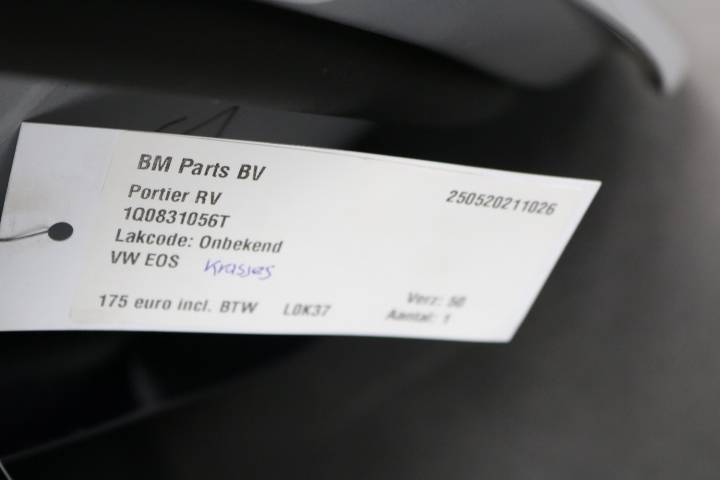 BM Parts BV
250520211026
Portier RV
1Q0831056T
Lakcode: Onbekend
VW EOS Krasjes
175 euro incl. BTW L0K37 Verz: 50
Aantal: 1